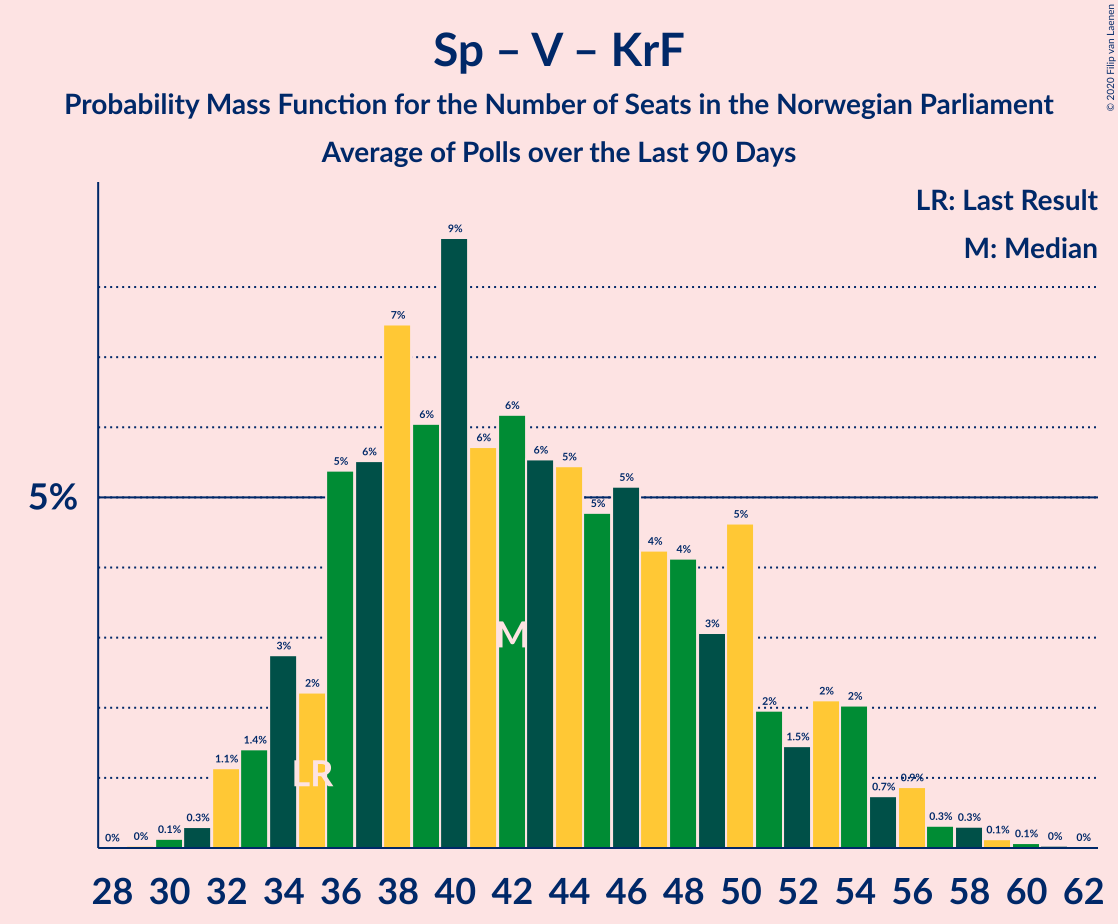 Sp – V – KrF
Probability Mass Function for the Number of Seats in the Norwegian Parliament
Average of Polls over the Last 90 Days
© 2020 Filip van Laenen
LR: Last Result
M: Median
5%
0% 0% 0.1% 0.3% 1.1% 1.4% 3% 2% 5% 6% 7% 6% 9% 6% 6% 6% 5% 5% 5% 4% 4% 3% 5% 2% 1.5% 2% 2% 0.7% 0.9% 0.3% 0.3% 0.1% 0.1% 0% 0%
M
LR
28 30 32 34 36 38 40 42 44 46 48 50 52 54 56 58 60 62